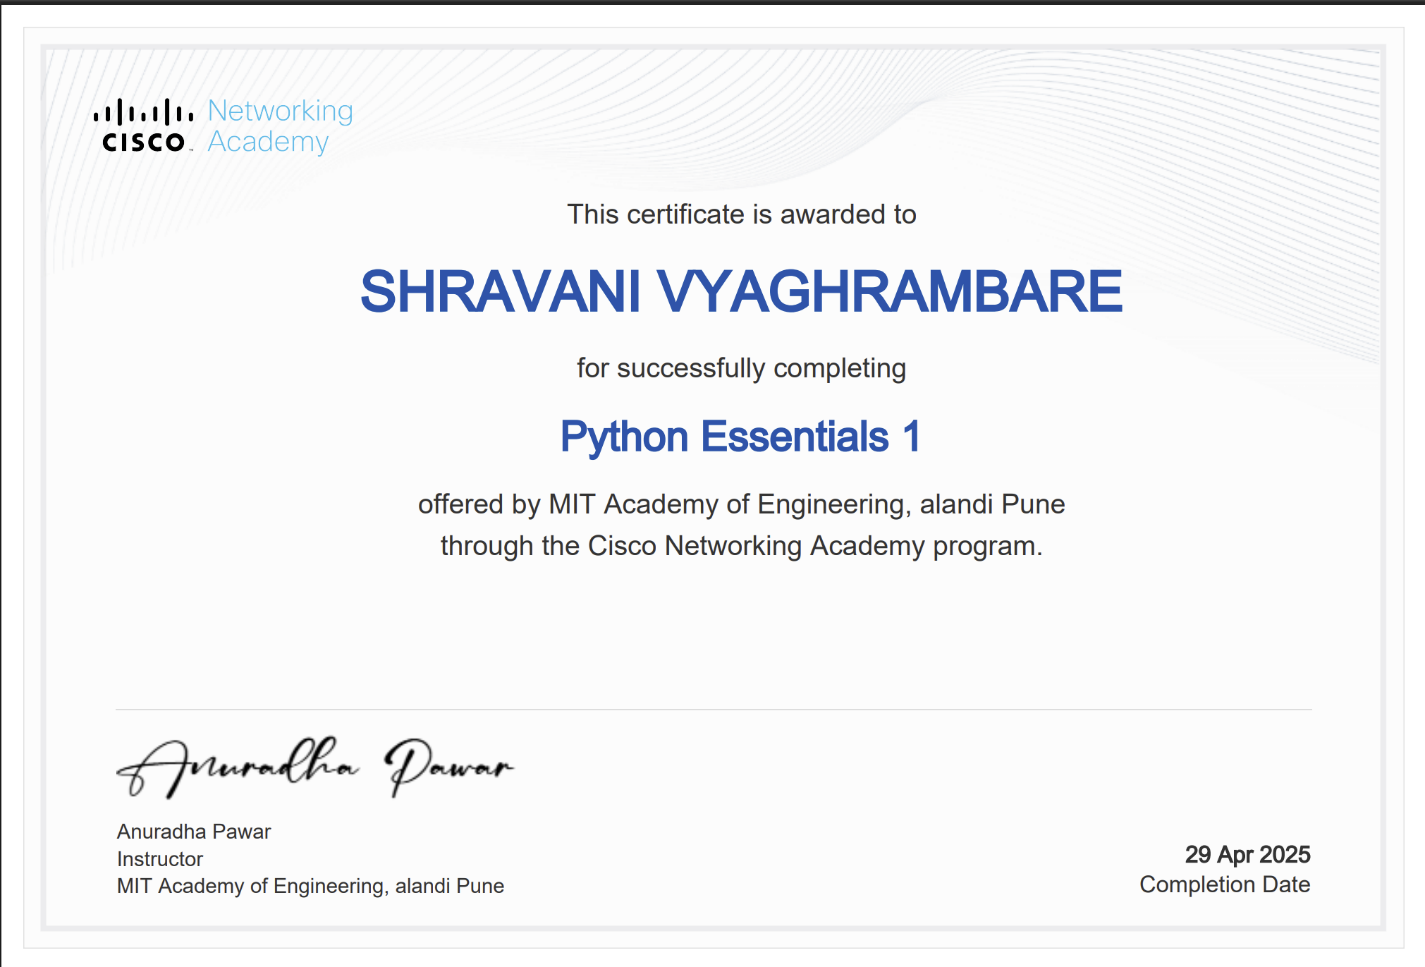 CISCO
Networking
Academy
This certificate is awarded to
SHRAVANI VYAGHRAMBARE
for successfully completing
Python Essentials 1
offered by MIT Academy of Engineering, alandi Pune
through the Cisco Networking Academy program.
Anuradha Pawar
Anuradha Pawar
Instructor
MIT Academy of Engineering, alandi Pune
29 Apr 2025
Completion Date